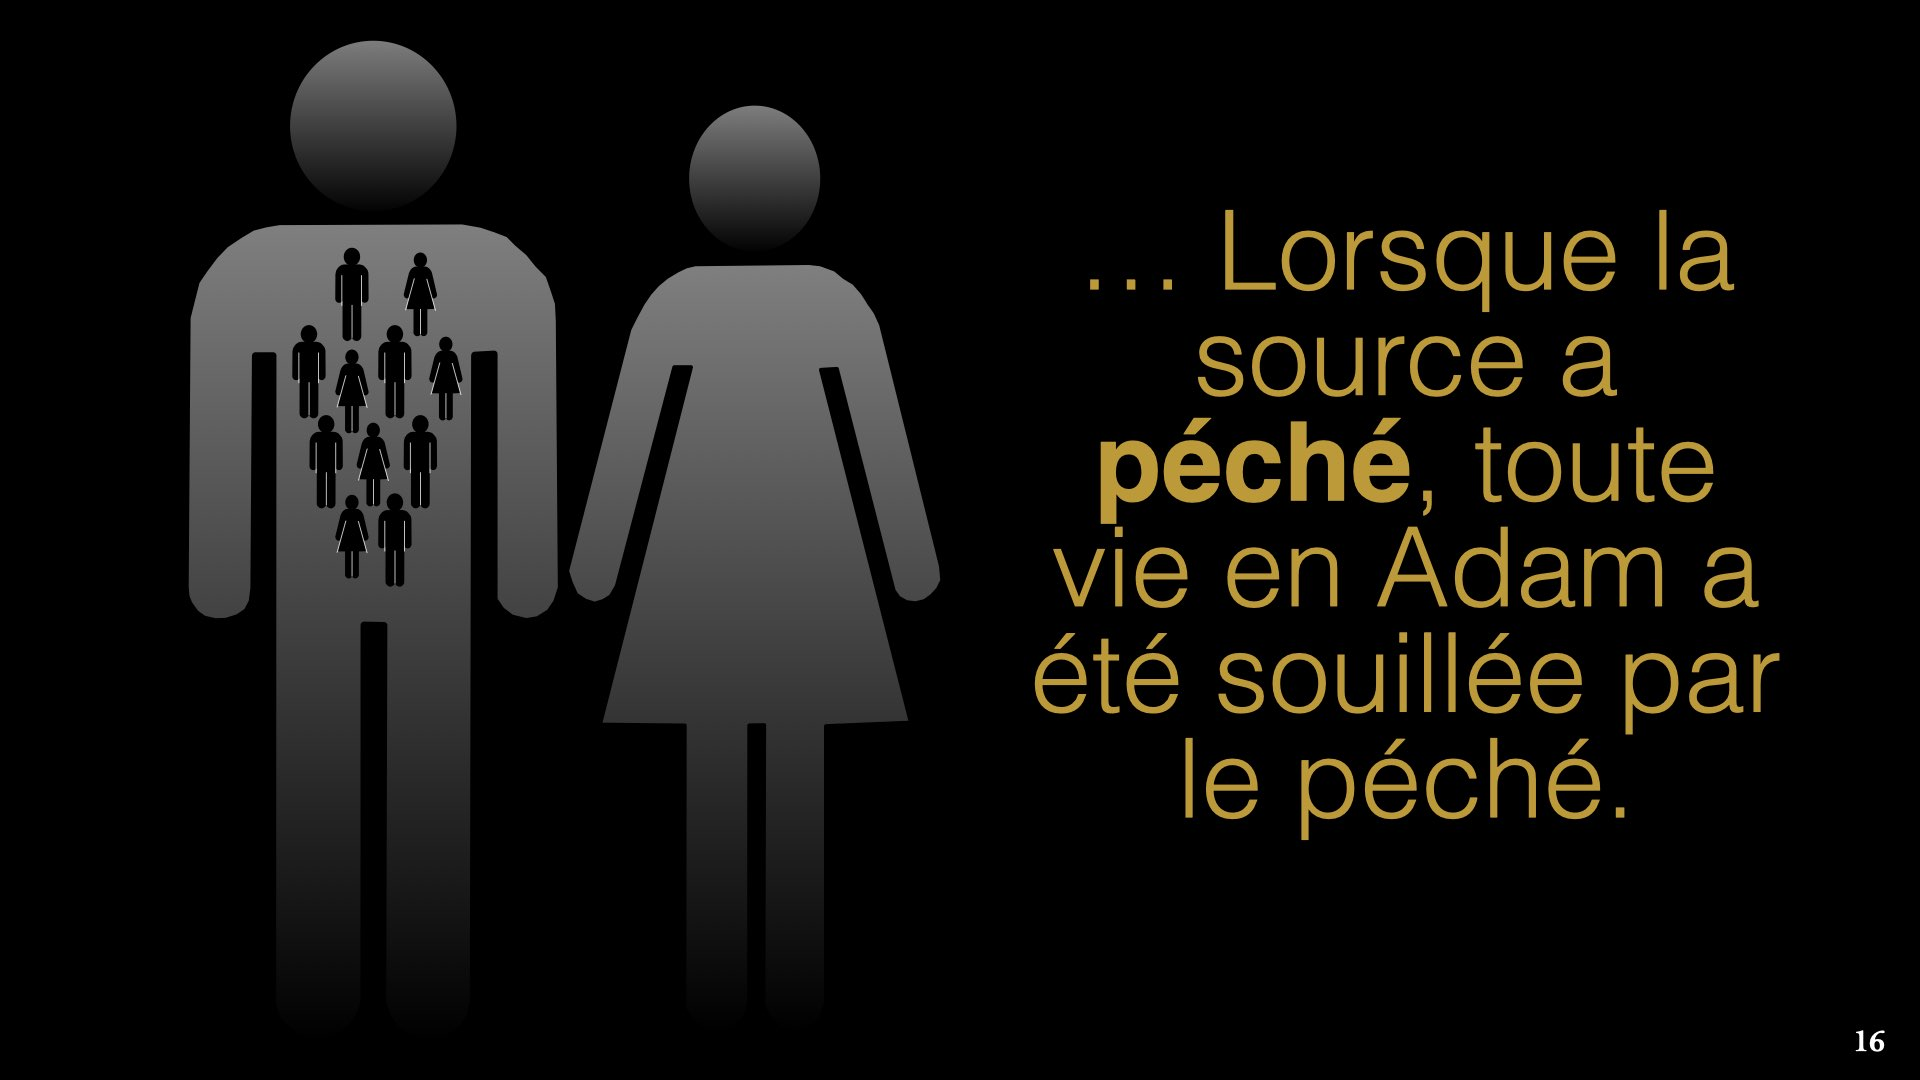 … Lorsque la
source a
péché, toute
vie en Adam a
été souillée par
le péché.
16